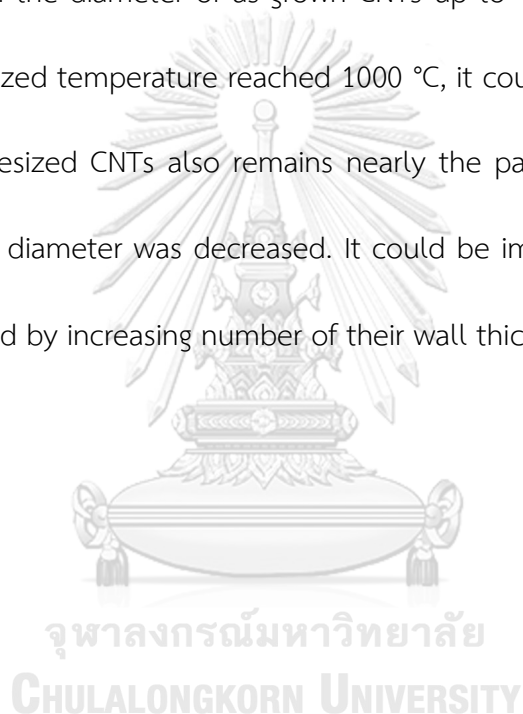 the diameter of as-grown CNTs up to
ized temperature reached 1000 °C, it cou
esized CNTs also remains nearly the pa
diameter was decreased. It could be im
d by increasing number of their wall thic
จุฬาลงกรณ์มหาวิทยาลัย
CHULALONGKORN UNIVERSITY